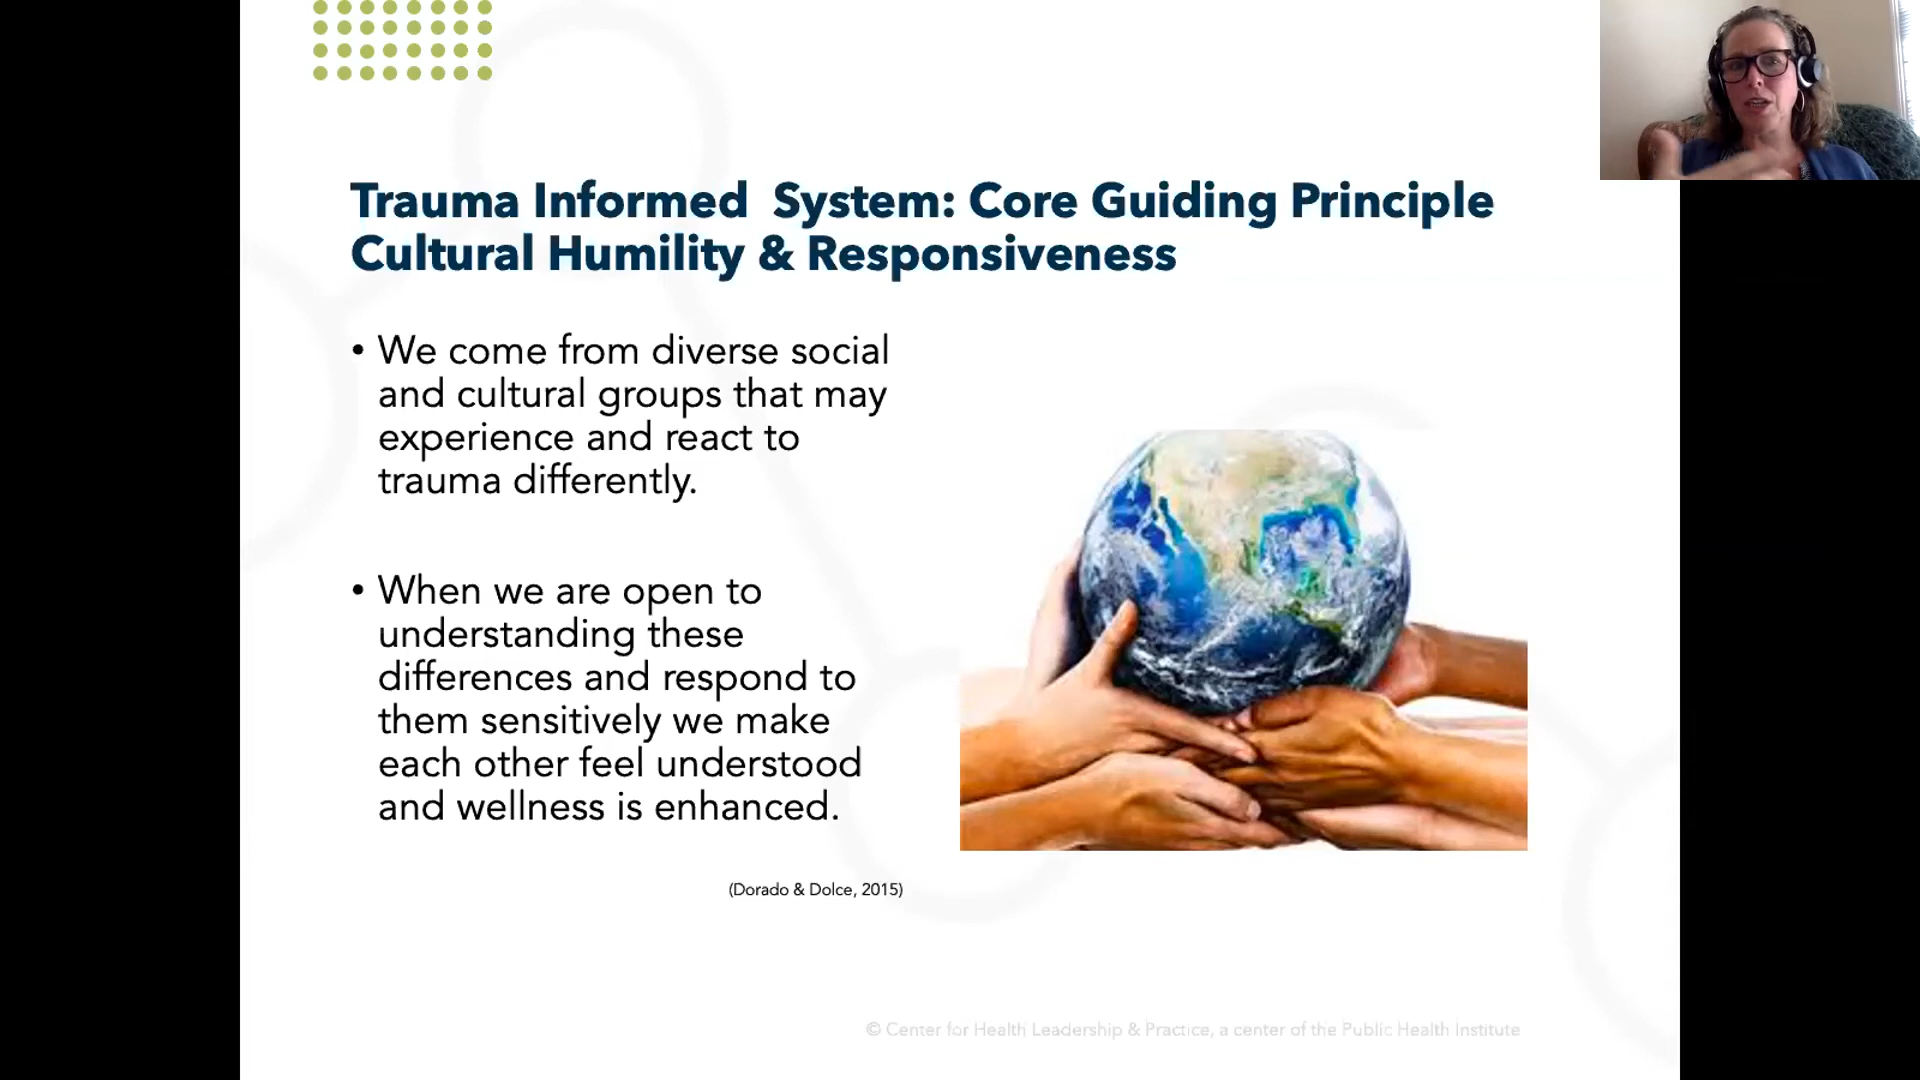 Trauma Informed  System: Core Guiding Principle
Cultural Humility & Responsiveness
• We come from diverse social
and cultural groups that may
experience and react to
trauma differently.
• When we are open to
understanding these
differences and respond to
them sensitively we make
each other feel understood
and wellness is enhanced.
(Dorado & Dolce, 2015)
© Center for Health Leadership & Practice, a center of the Public Health Institute